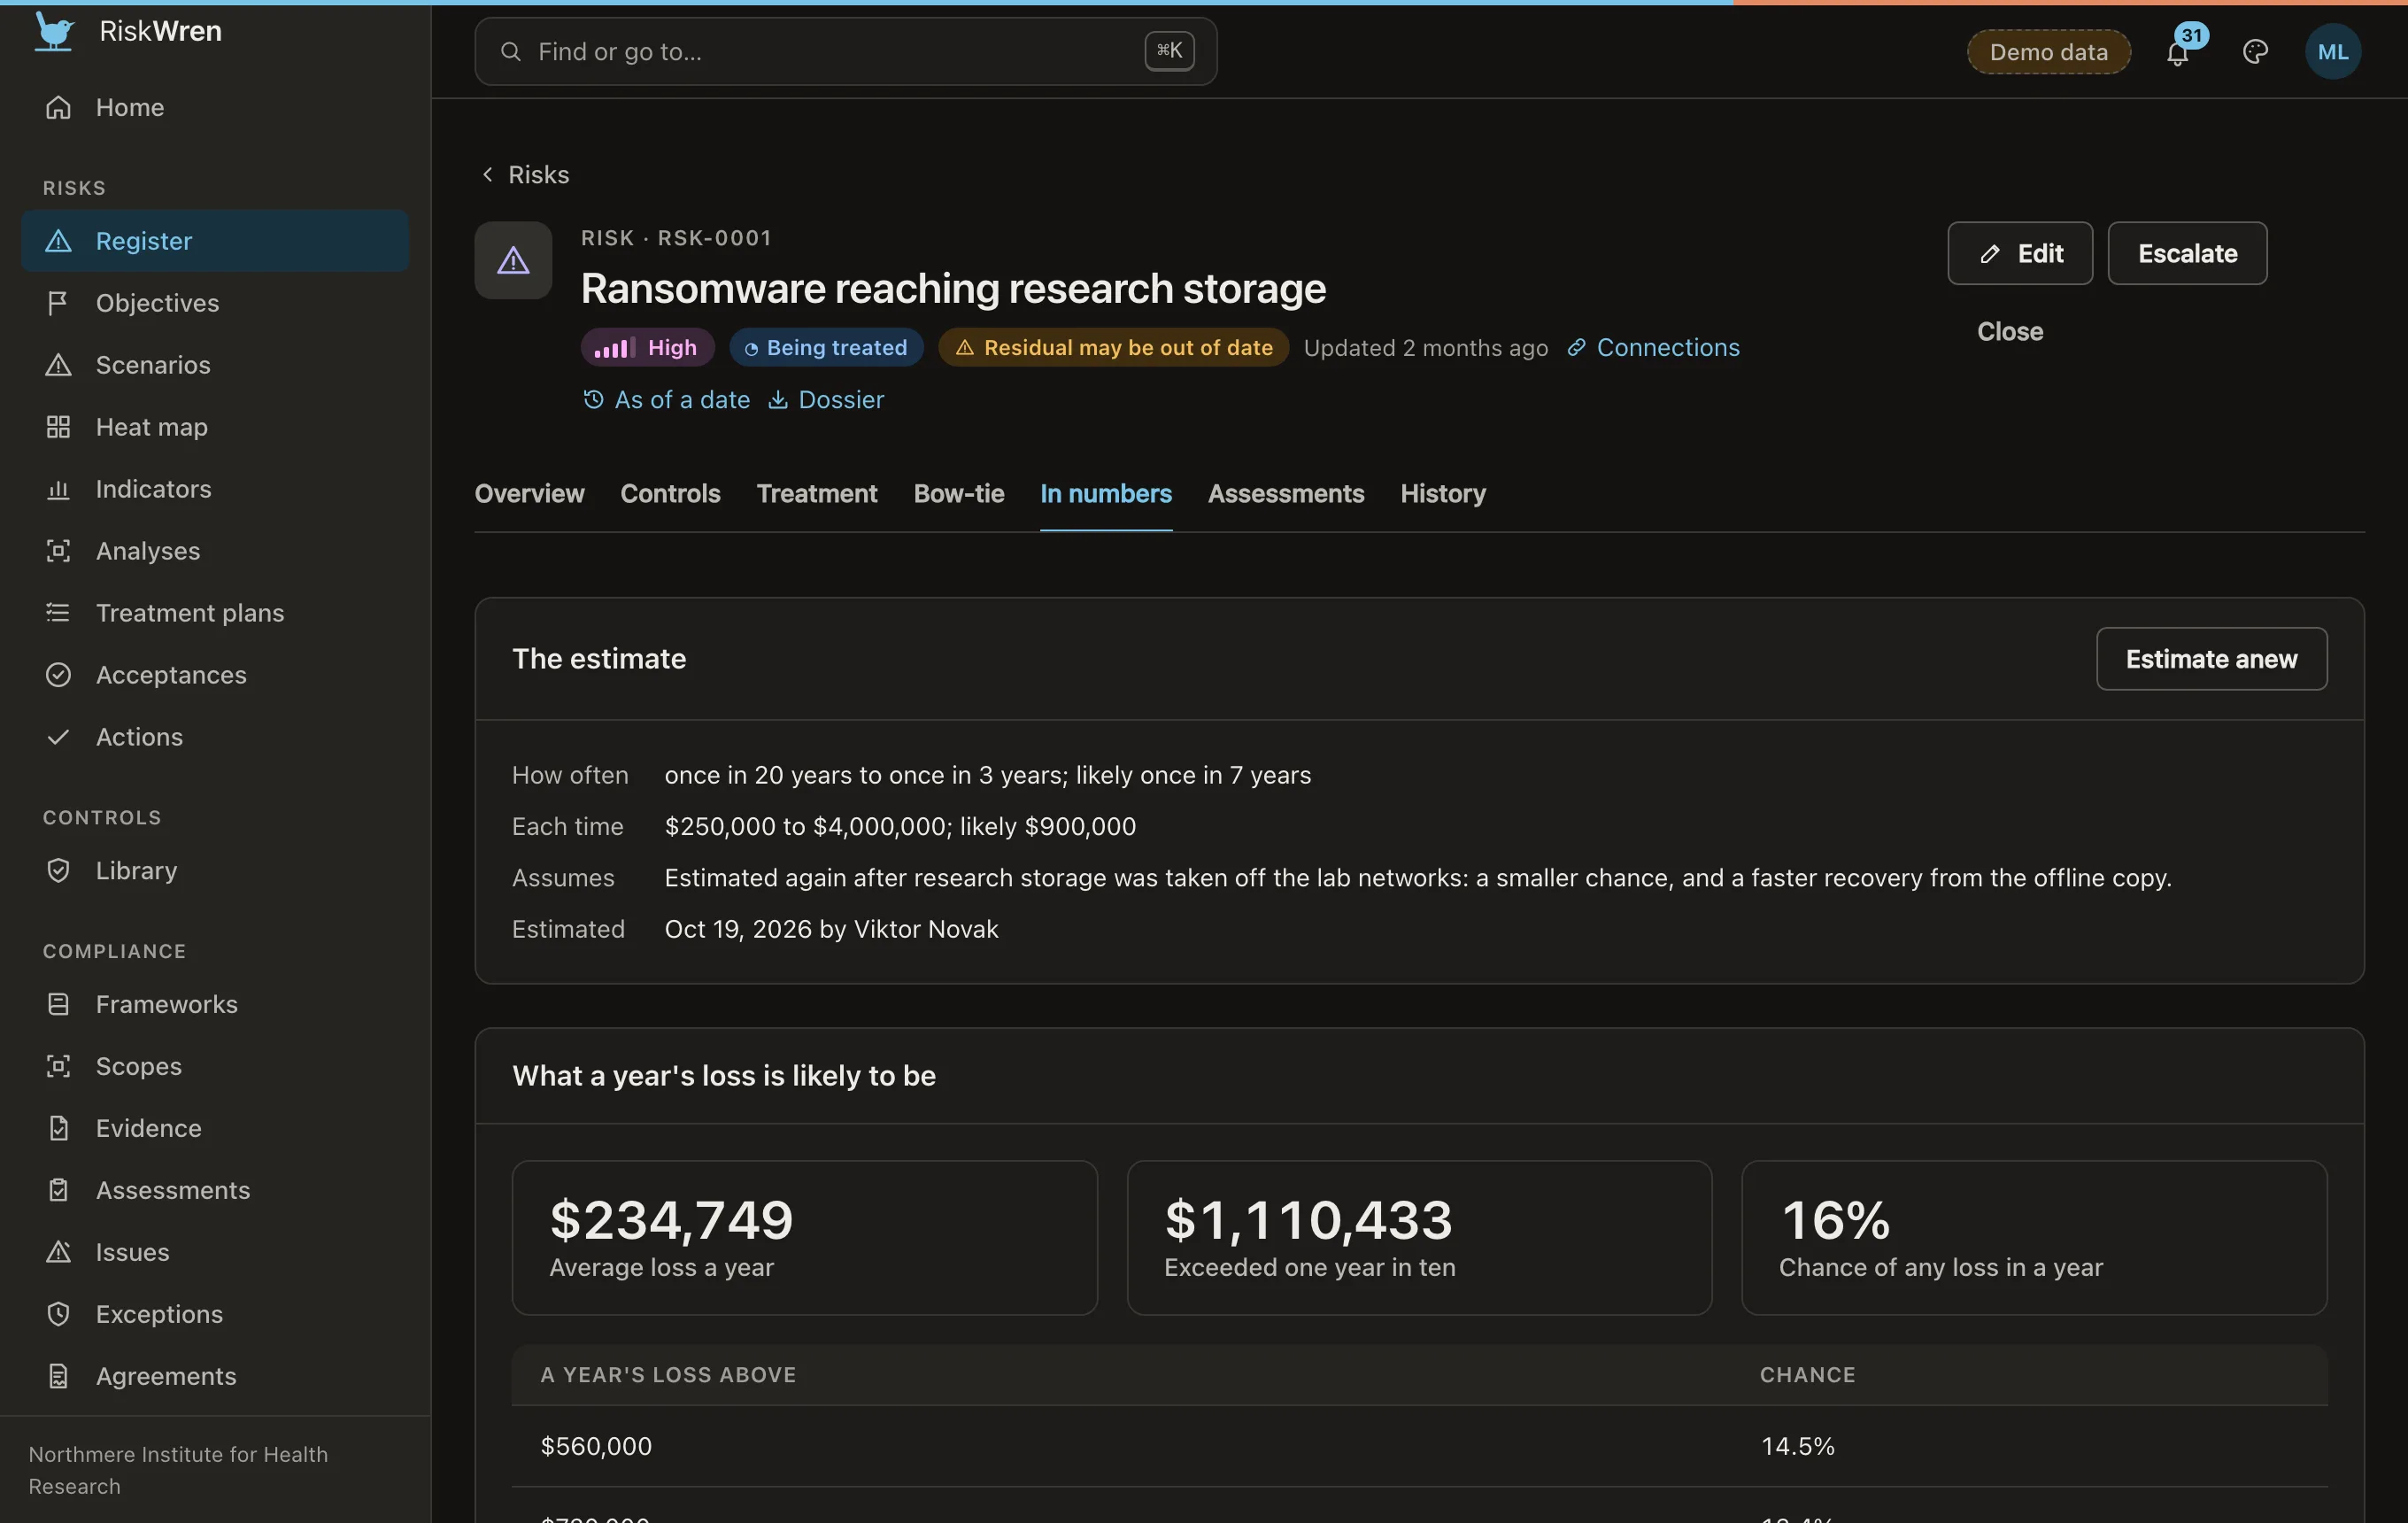 RiskWren
Find or go to...
⌘K
Demo data
31
ML
Home
RISKS
Register
Objectives
Scenarios
Heat map
Indicators
Analyses
Treatment plans
Acceptances
Actions
CONTROLS
Library
COMPLIANCE
Frameworks
Scopes
Evidence
Assessments
Issues
Exceptions
Agreements
Northmere Institute for Health
Research
Risks
RISK · RSK-0001
Ransomware reaching research storage
Edit
Escalate
Close
High
Being treated
Residual may be out of date
Updated 2 months ago
Connections
As of a date
Dossier
Overview
Controls
Treatment
Bow-tie
In numbers
Assessments
History
The estimate
Estimate anew
How often once in 20 years to once in 3 years; likely once in 7 years
Each time $250,000 to $4,000,000; likely $900,000
Assumes Estimated again after research storage was taken off the lab networks: a smaller chance, and a faster recovery from the offline copy.
Estimated Oct 19, 2026 by Viktor Novak
What a year's loss is likely to be
$234,749
Average loss a year
$1,110,433
Exceeded one year in ten
16%
Chance of any loss in a year
A YEAR'S LOSS ABOVE CHANCE
$560,000 14.5%